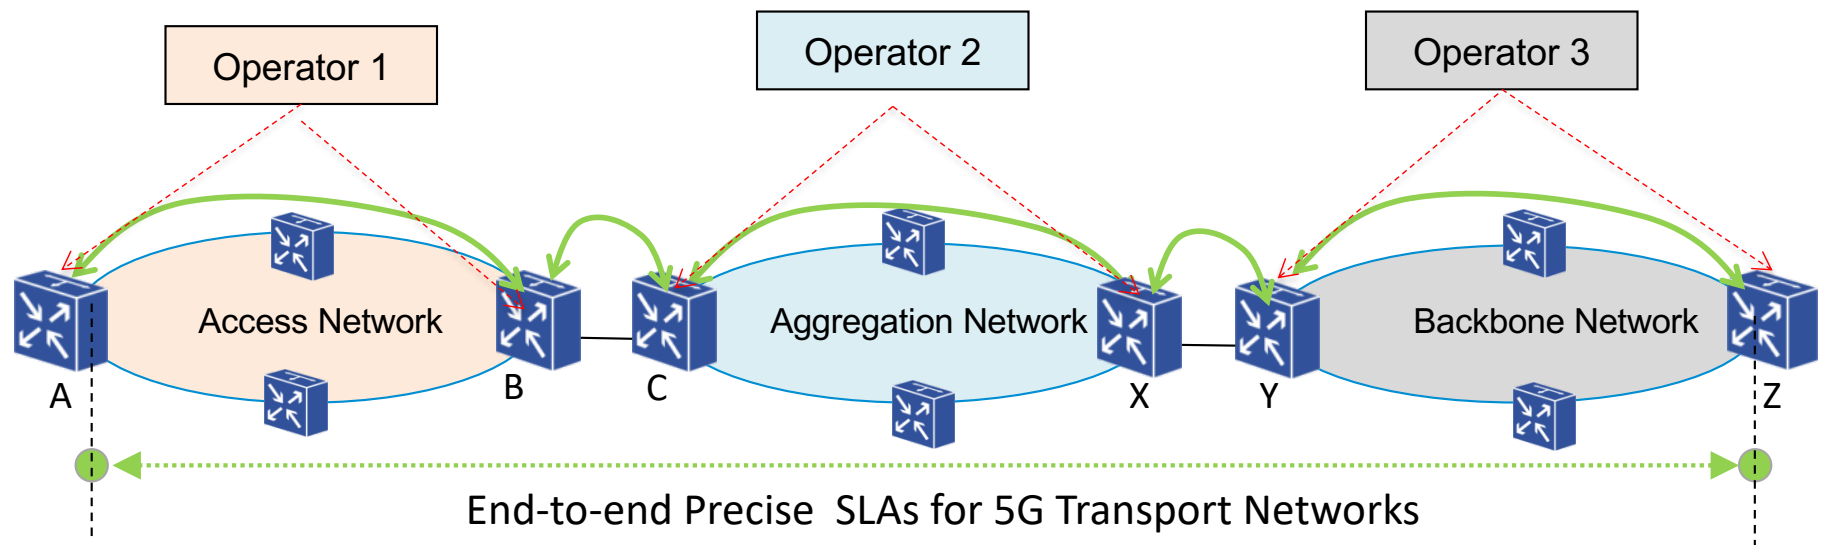 Operator 1
Operator 2
Operator 3
Access Network
Aggregation Network
Backbone Network
A
B
C
X
Y
Z
End-to-end Precise  SLAs for 5G Transport Networks